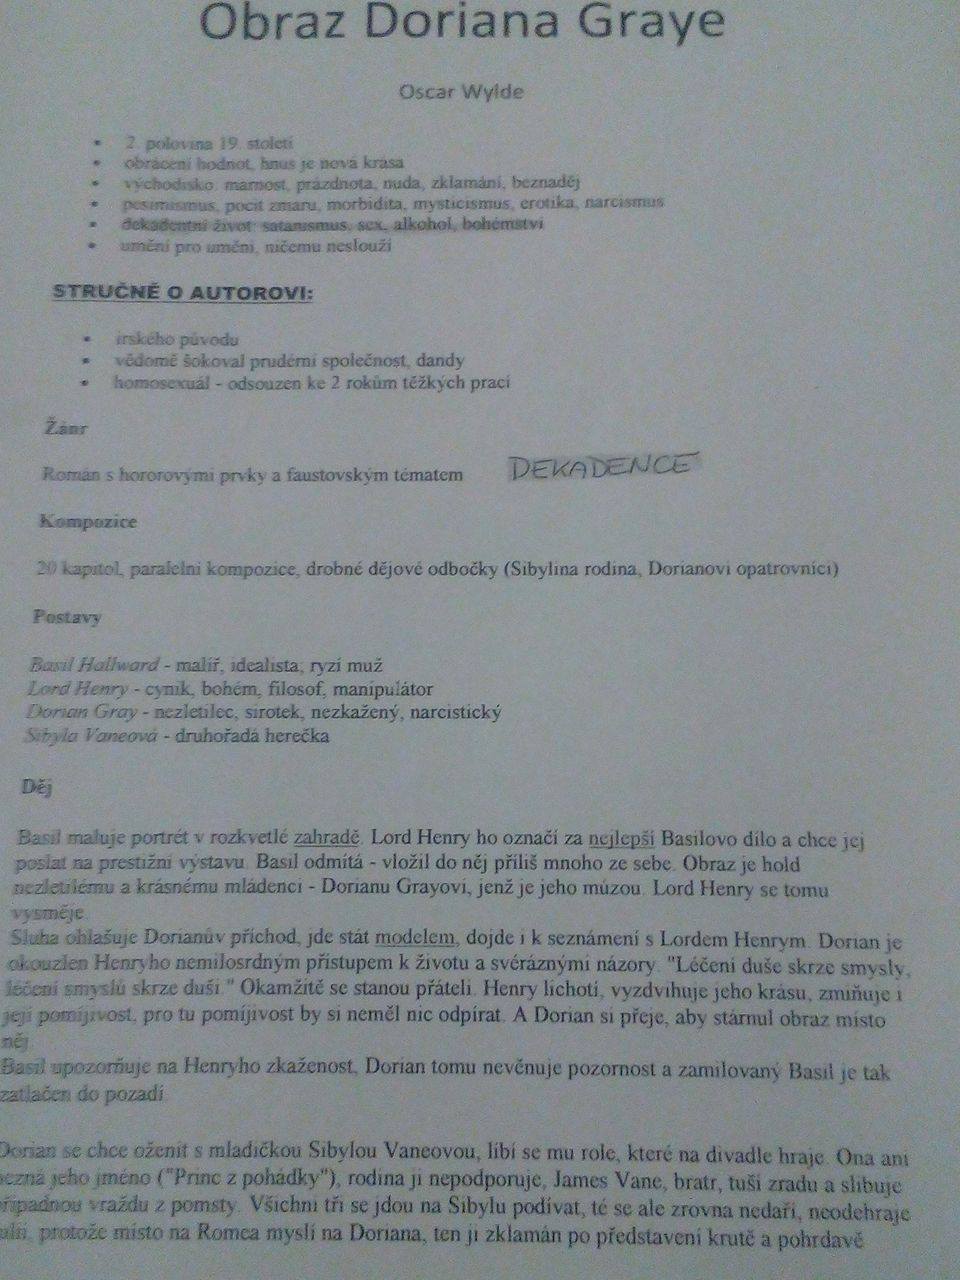 Obraz Doriana Graye
Oscar Wylde
• 2. polovina 19. století
• obrácení hodnot, hnus je nová krása
• východisko: marnost, prázdnota, nuda, zklamání, beznaděj
• pesimismus, pocit zmaru, morbidita, mysticismus, erotika, narcismus
• dekadentní život: satanismus, sex, alkohol, bohémství
• umění pro umění, ničemu neslouží
STRUČNĚ O AUTOROVI:
• irského původu
• vědomě šokoval prudérní společnost, dandy
• homosexuál - odsouzen ke 2 rokům těžkých prací
Žánr
Román s hororovými prvky a faustovským tématem DEKADENCE
Kompozice
20 kapitol, paralelní kompozice, drobné dějové odbočky (Sibylina rodina, Dorianovi opatrovníci)
Postavy
Basil Hallward - malíř, idealista, ryzí muž
Lord Henry - cynik, bohém, filosof, manipulátor
Dorian Gray - nezletilec, sirotek, nezkažený, narcistický
Sibyla Vaneová - druhořadá herečka
Děj
Basil maluje portrét v rozkvetlé zahradě. Lord Henry ho označí za nejlepší Basilovo dílo a chce jej
poslat na prestižní výstavu. Basil odmítá - vložil do něj příliš mnoho ze sebe. Obraz je hold
nezletilému a krásnému mládenci - Dorianu Grayovi, jenž je jeho múzou. Lord Henry se tomu
vysměje.
Sluha ohlašuje Dorianův příchod, jde stát modelem, dojde i k seznámení s Lordem Henrym. Dorian je
okouzlen Henryho nemilosrdným přístupem k životu a svéráznými názory. "Léčení duše skrze smysly,
léčení smyslů skrze duši." Okamžitě se stanou přáteli. Henry lichotí, vyzdvihuje jeho krásu, zmiňuje i
její pomíjivost, pro tu pomíjivost by si neměl nic odpírat. A Dorian si přeje, aby stárnul obraz místo
něj.
Basil upozorňuje na Henryho zkaženost, Dorian tomu nevěnuje pozornost a zamilovaný Basil je tak
zatlačen do pozadí.
Dorian se chce oženit s mladičkou Sibylou Vaneovou, líbí se mu role, které na divadle hraje. Ona ani
nezná jeho jméno ("Princ z pohádky"), rodina ji nepodporuje, James Vane, bratr, tuší zradu a slibuje
případnou vraždu z pomsty. Všichni tři se jdou na Sibylu podívat, té se ale zrovna nedaří, neodehraje
protože místo na Romea myslí na Doriana, ten ji zklamán po představení krutě a pohrdavě